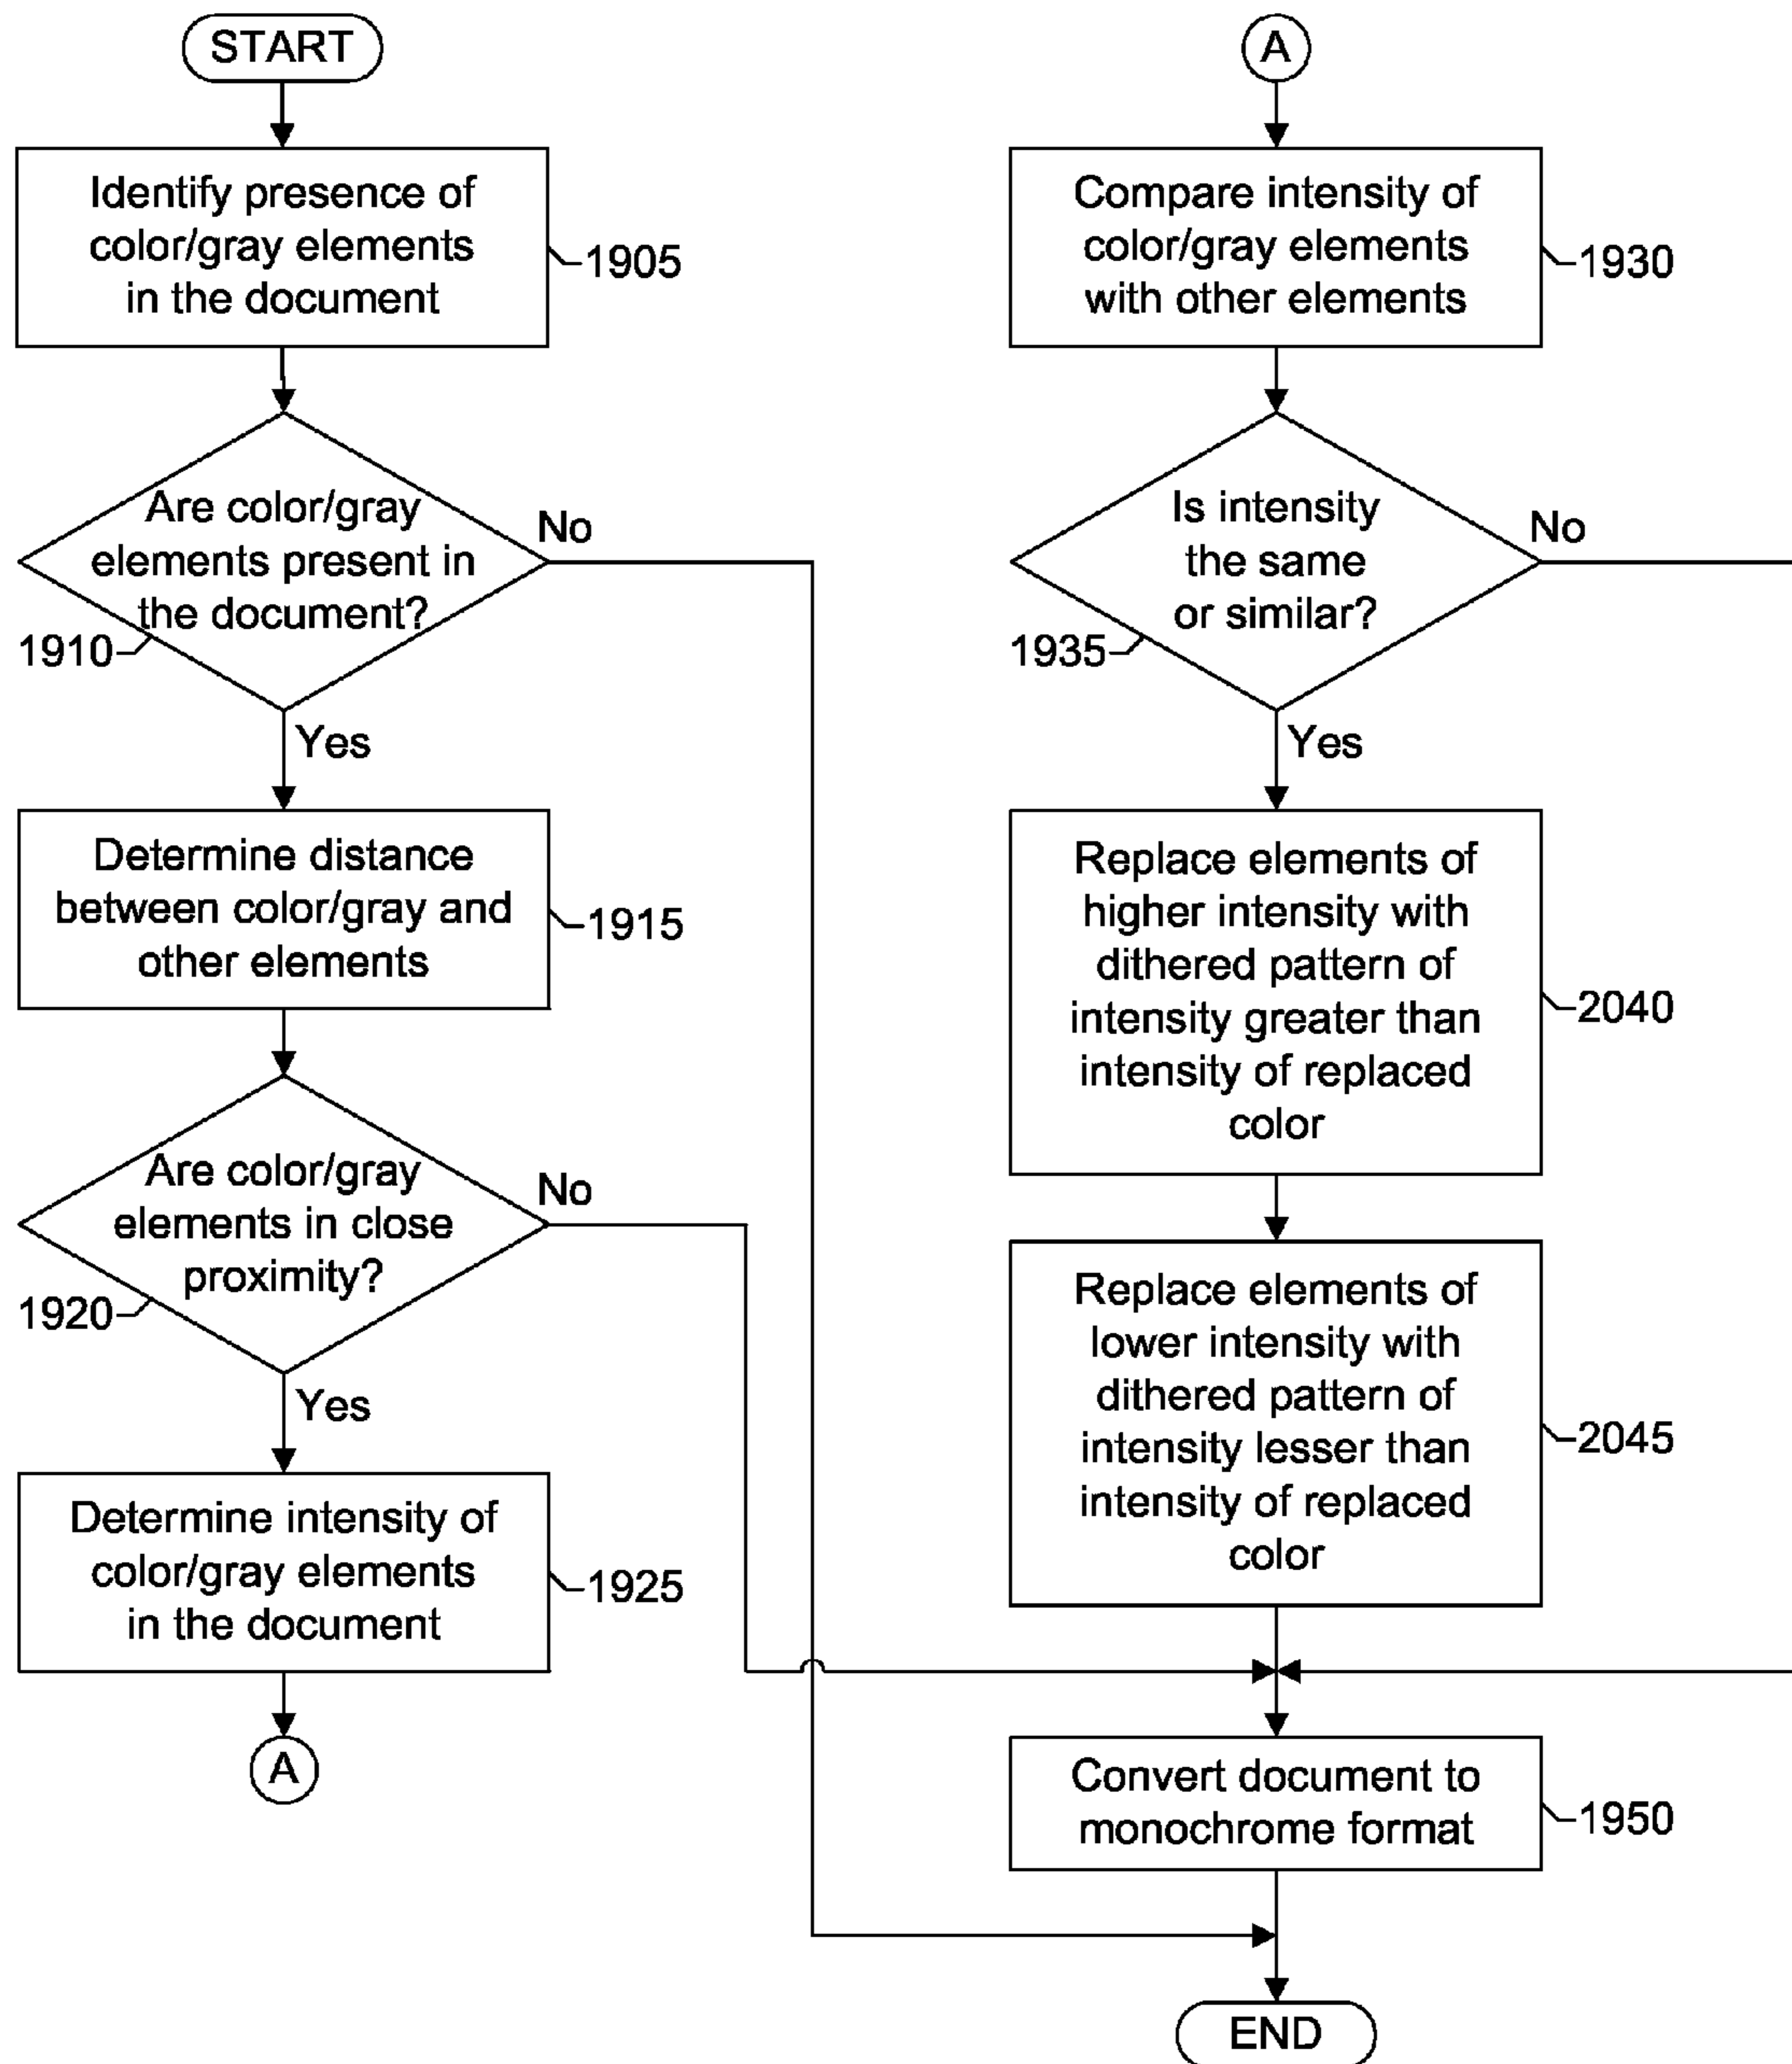 START
Identify presence of
color/gray elements
in the document
1905
Are color/gray
elements present in
the document?
No
1910
Yes
Determine distance
between color/gray and
other elements
1915
Are color/gray
elements in close
proximity?
No
1920
Yes
Determine intensity of
color/gray elements
in the document
1925
A
A
Compare intensity of
color/gray elements
with other elements
1930
Is intensity
the same
or similar?
No
1935
Yes
Replace elements of
higher intensity with
dithered pattern of
intensity greater than
intensity of replaced
color
2040
Replace elements of
lower intensity with
dithered pattern of
intensity lesser than
intensity of replaced
color
2045
Convert document to
monochrome format
1950
END